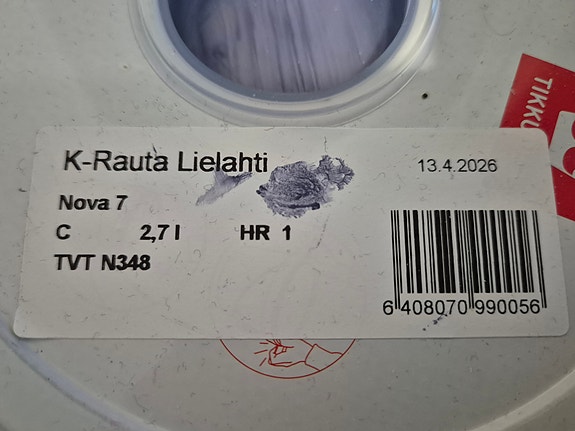 K-Rauta Lielahti
13.4.2026
Nova 7
C 2,7 l HR 1
TVT N348
6 408070 990056